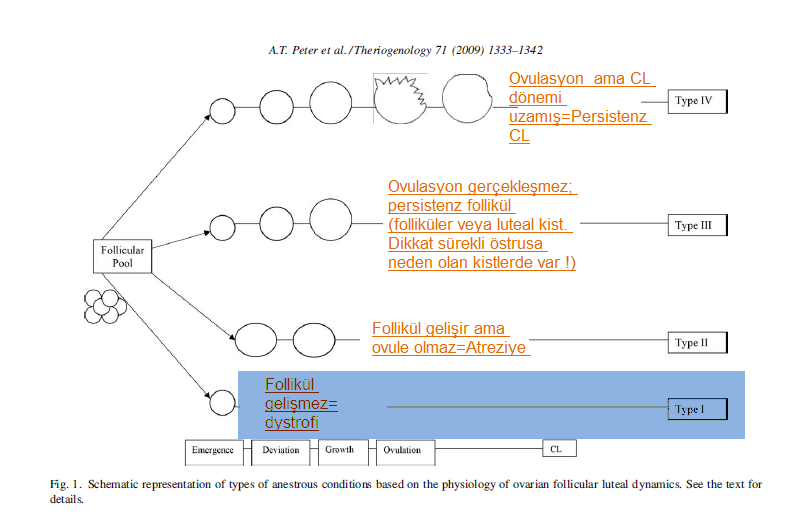 A.T. Peter et al. / Theriogenology 71 (2009) 1333–1342
Ovulasyon ama CL
dönemi
uzamış=Persistenz
CL
Type IV
Ovulasyon gerçekleşmez;
persistenz follikül
(folliküler veya luteal kist.
Dikkat sürekli östrusa
neden olan kistlerde var !)
Type III
Follicular
Pool
Follikül gelişir ama
ovule olmaz=Atreziye
Type II
Follikül
gelişmez=
dystrofi
Type I
Emergence
Deviation
Growth
Ovulation
CL
Fig. 1. Schematic representation of types of anestrous conditions based on the physiology of ovarian follicular luteal dynamics. See the text for
details.